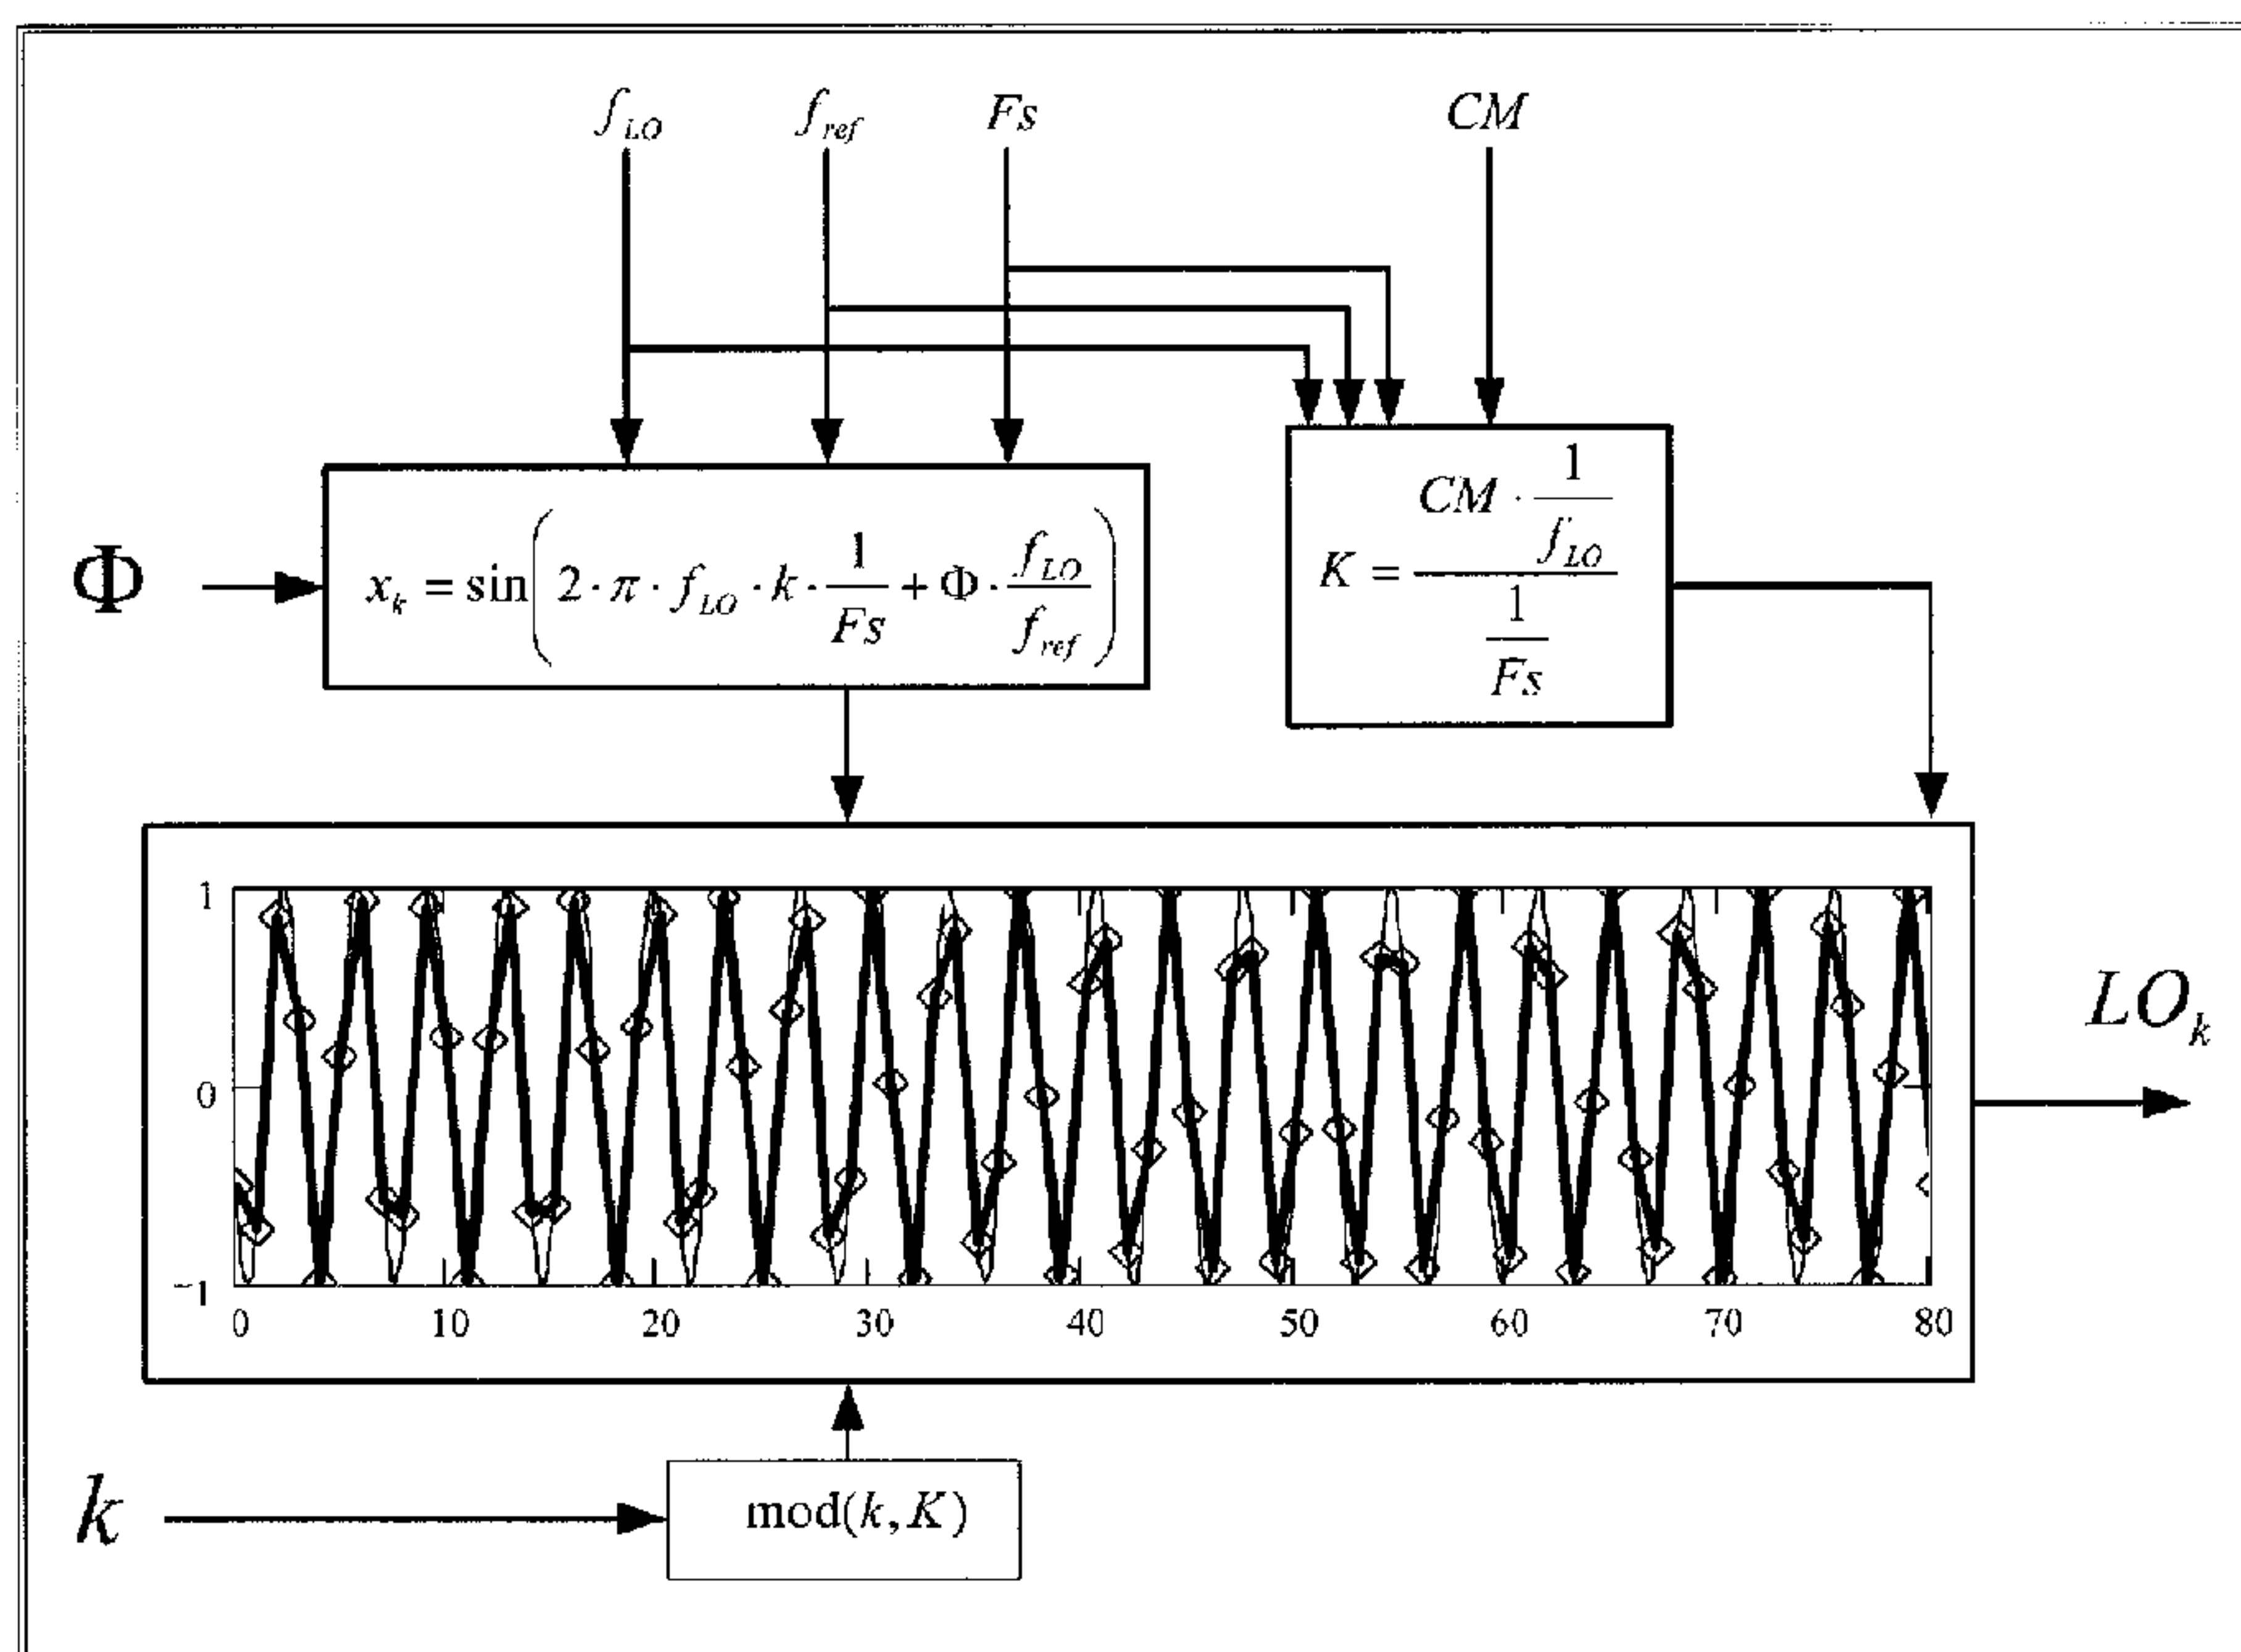 f_LO f_ref Fs CM
Φ
x_k = sin( 2 · π · f_LO · k · 1/Fs + Φ · f_LO/f_ref )
K = (CM · 1/f_LO) / (1/Fs)
1
0
−1
0 10 20 30 40 50 60 70 80
LO_k
k
mod(k, K)